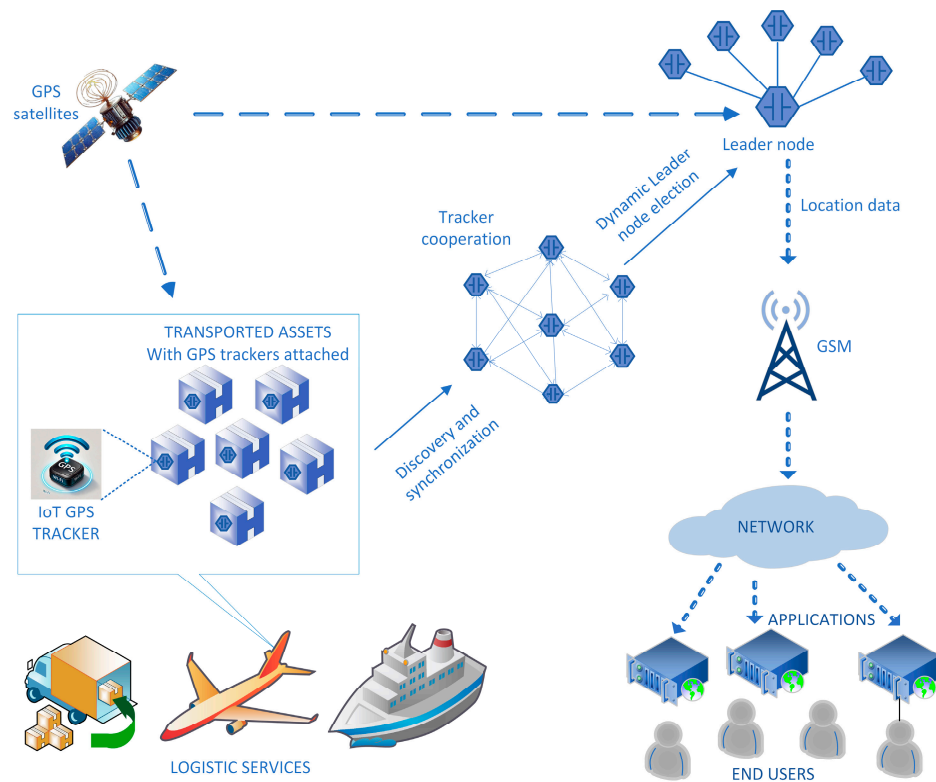 GPS
satellites
Leader node
Dynamic Leader
node election
Location data
Tracker
cooperation
TRANSPORTED ASSETS
With GPS trackers attached
GSM
Discovery and
synchronization
GPS
IoT GPS
TRACKER
NETWORK
APPLICATIONS
LOGISTIC SERVICES
END USERS